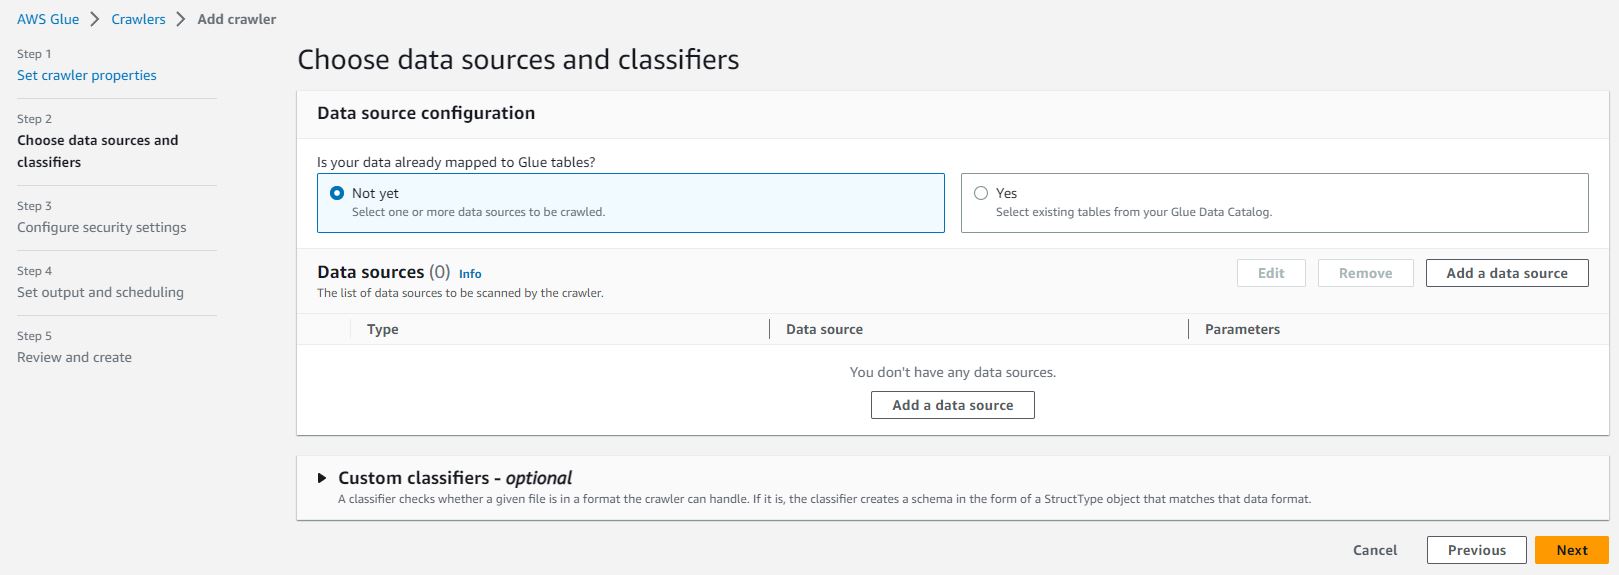 AWS Glue > Crawlers > Add crawler
Step 1
Set crawler properties
Step 2
Choose data sources and
classifiers
Step 3
Configure security settings
Step 4
Set output and scheduling
Step 5
Review and create
Choose data sources and classifiers
Data source configuration
Is your data already mapped to Glue tables?
Not yet
Select one or more data sources to be crawled.
Yes
Select existing tables from your Glue Data Catalog.
Data sources (0) Info
The list of data sources to be scanned by the crawler.
Edit
Remove
Add a data source
Type
Data source
Parameters
You don't have any data sources.
Add a data source
Custom classifiers - optional
A classifier checks whether a given file is in a format the crawler can handle. If it is, the classifier creates a schema in the form of a StructType object that matches that data format.
Cancel
Previous
Next